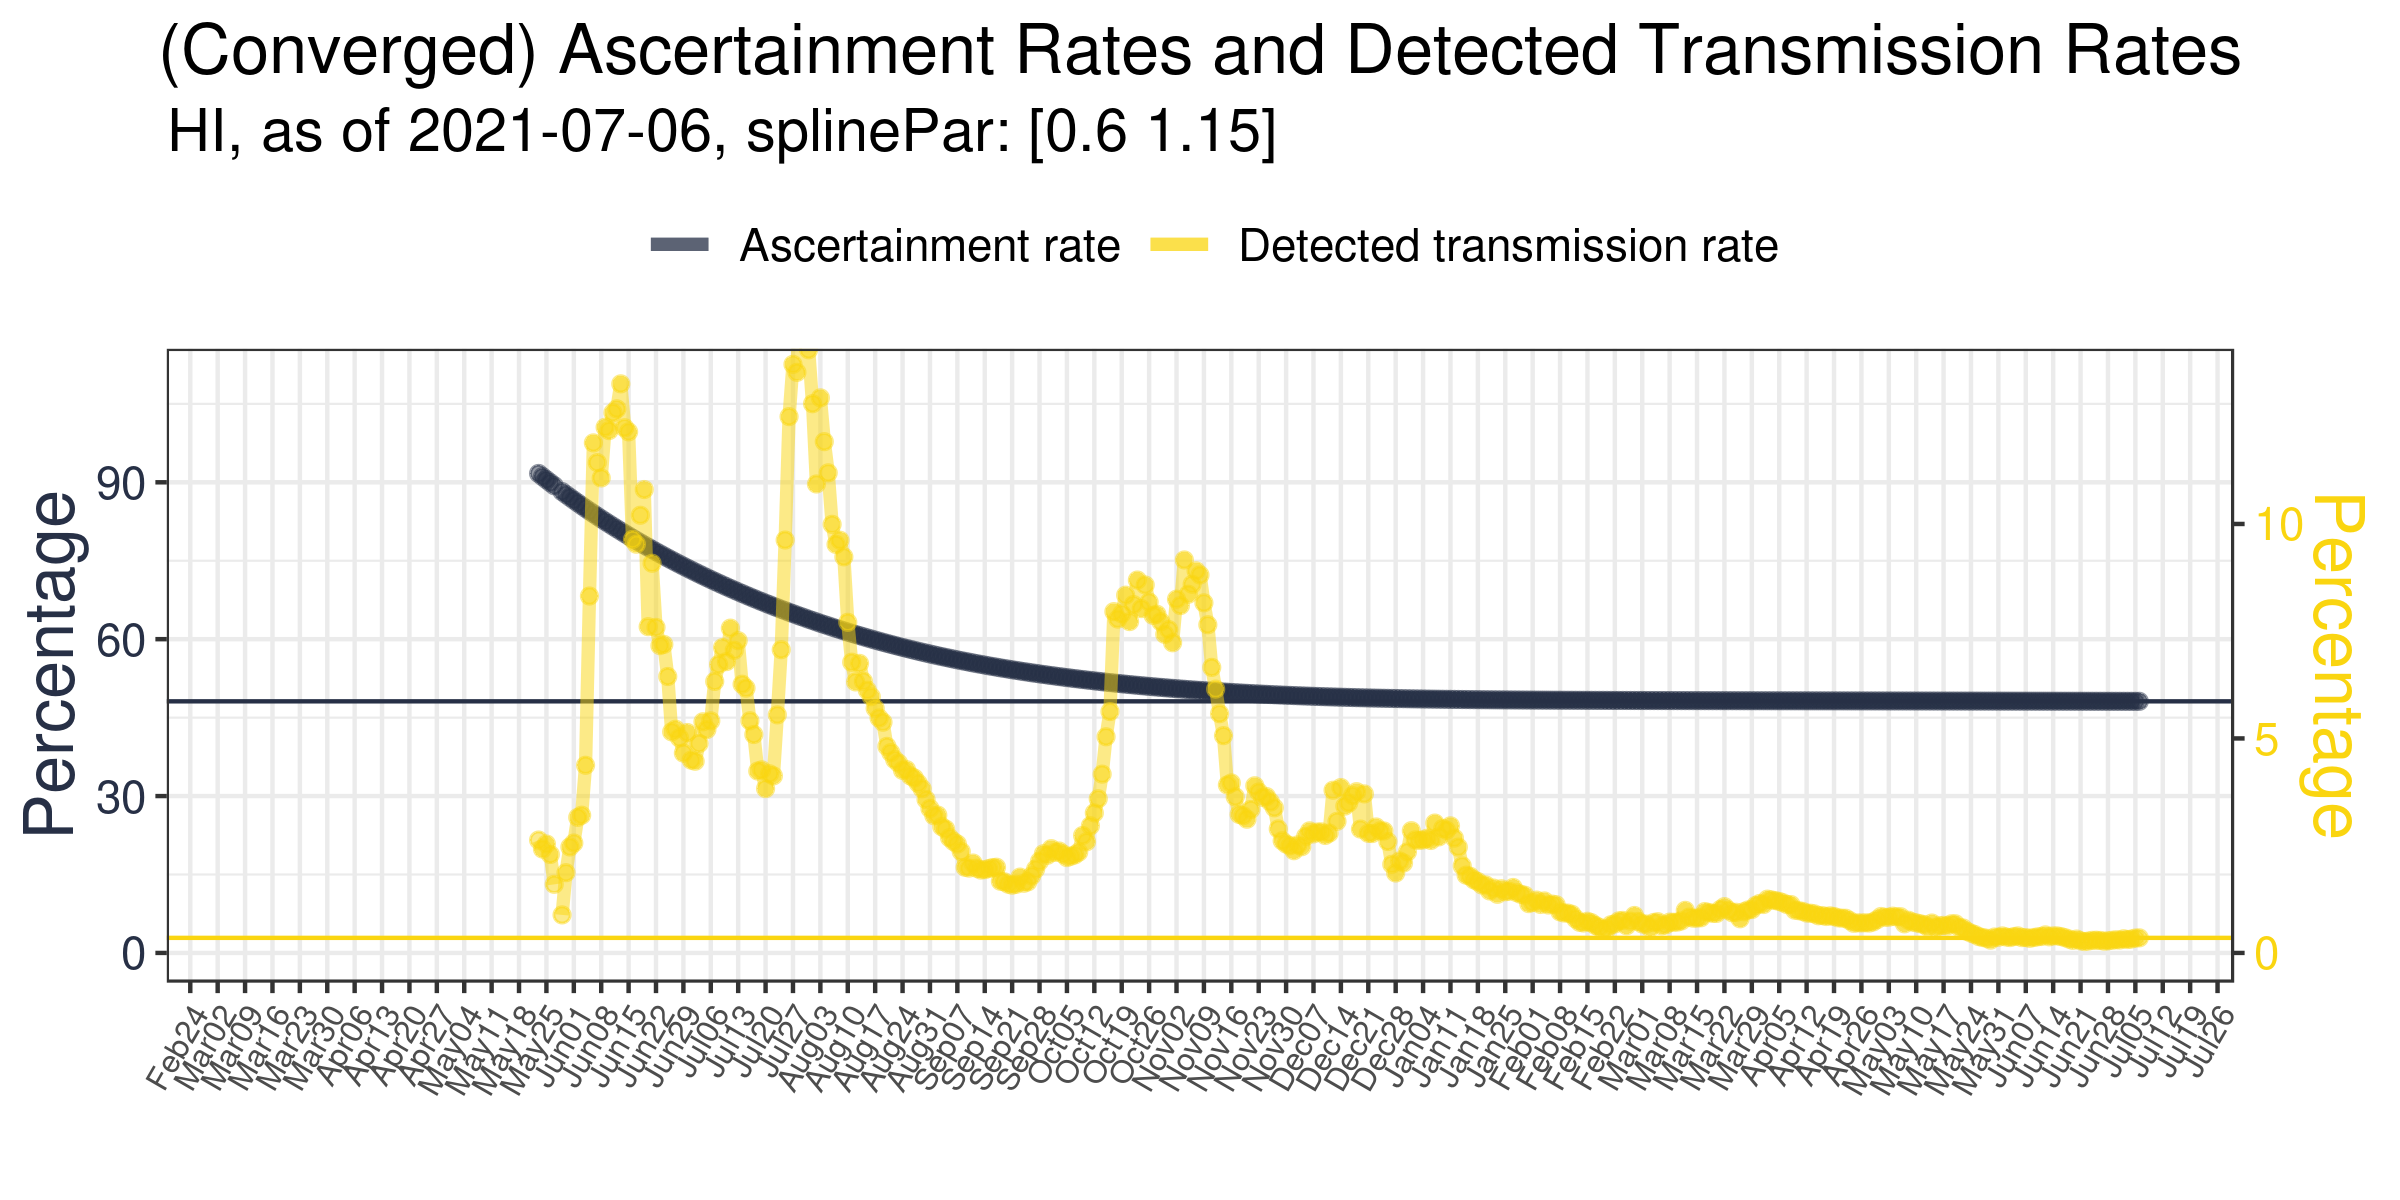 (Converged) Ascertainment Rates and Detected Transmission Rates
HI, as of 2021-07-06, splinePar: [0.6 1.15]
Ascertainment rate
Detected transmission rate
Percentage
90
60
30
0
10
5
0
Percentage
Feb24
Mar02
Mar09
Mar16
Mar23
Mar30
Apr06
Apr13
Apr20
Apr27
May04
May11
May18
May25
Jun01
Jun08
Jun15
Jun22
Jun29
Jul06
Jul13
Jul20
Jul27
Aug03
Aug10
Aug17
Aug24
Aug31
Sep07
Sep14
Sep21
Sep28
Oct05
Oct12
Oct19
Oct26
Nov02
Nov09
Nov16
Nov23
Nov30
Dec07
Dec14
Dec21
Dec28
Jan04
Jan11
Jan18
Jan25
Feb01
Feb08
Feb15
Feb22
Mar01
Mar08
Mar15
Mar22
Mar29
Apr05
Apr12
Apr19
Apr26
May03
May10
May17
May24
May31
Jun07
Jun14
Jun21
Jun28
Jul05
Jul12
Jul19
Jul26